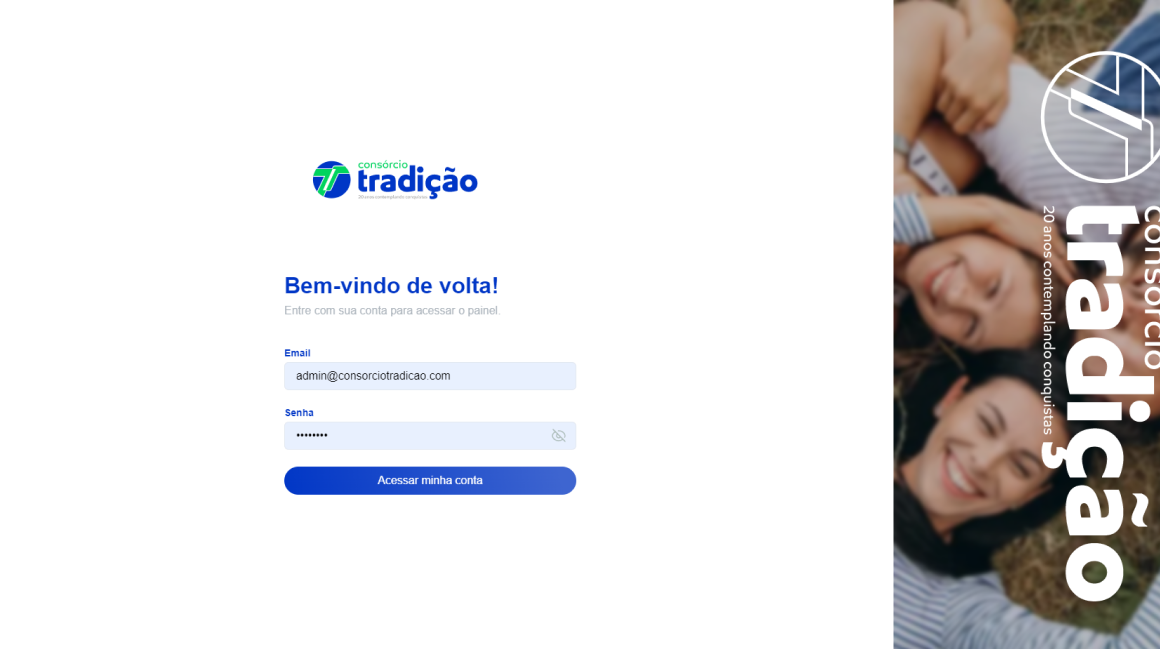 consórcio
tradição
20 anos contemplando conquistas
Bem-vindo de volta!
Entre com sua conta para acessar o painel.
Email
admin@consorciotradicao.com
Senha
••••••••
Acessar minha conta
consórcio
tradição
20 anos contemplando conquistas